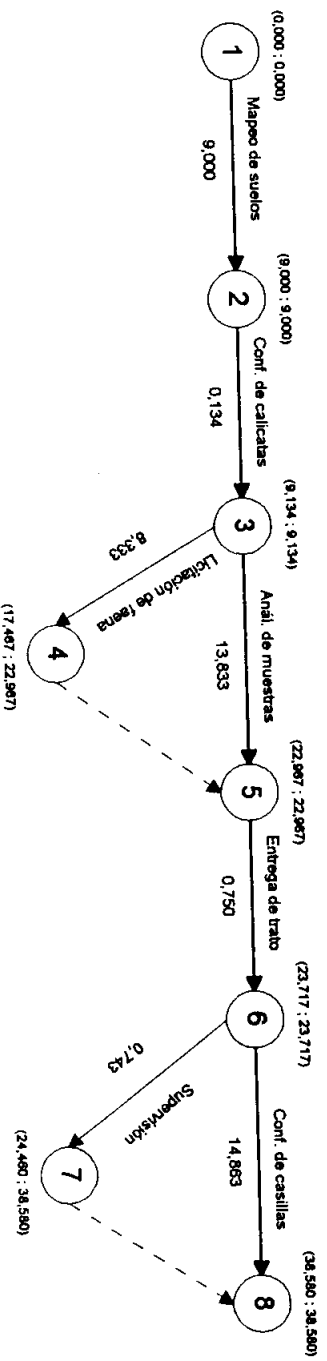 (0,000 ; 0,000)
1
Mapeo de suelos
9,000
(9,000 ; 9,000)
2
Conf. de calicatas
0,134
(9,134 ; 9,134)
3
Anál. de muestras
13,833
Licitación de faena
8,333
4
(17,467 ; 22,967)
(22,967 ; 22,967)
5
Entrega de trato
0,750
(23,717 ; 23,717)
6
Conf. de casillas
14,863
Supervisión
0,743
7
(24,460 ; 38,580)
(38,580 ; 38,580)
8